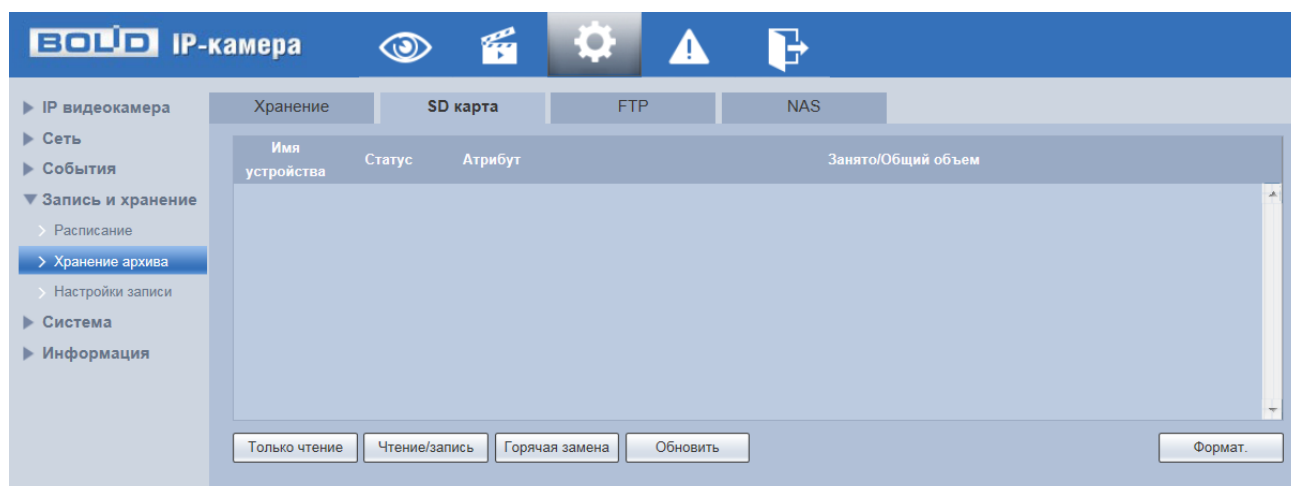 BOLID IP-камера
IP видеокамера
Сеть
События
Запись и хранение
Расписание
Хранение архива
Настройки записи
Система
Информация
Хранение SD карта FTP NAS
Имя устройства Статус Атрибут Занято/Общий объем
Только чтение Чтение/запись Горячая замена Обновить Формат.